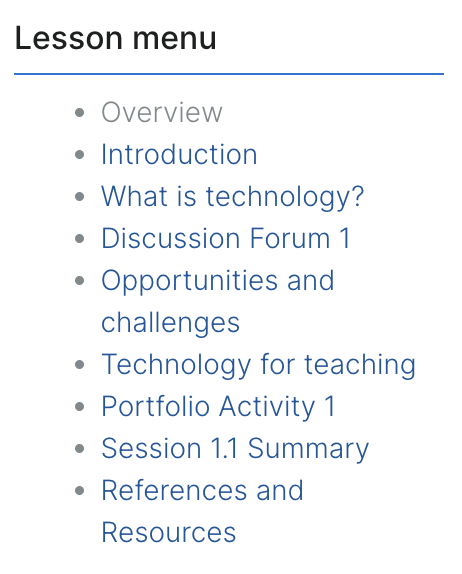 Lesson menu
Overview
Introduction
What is technology?
Discussion Forum 1
Opportunities and
challenges
Technology for teaching
Portfolio Activity 1
Session 1.1 Summary
References and
Resources